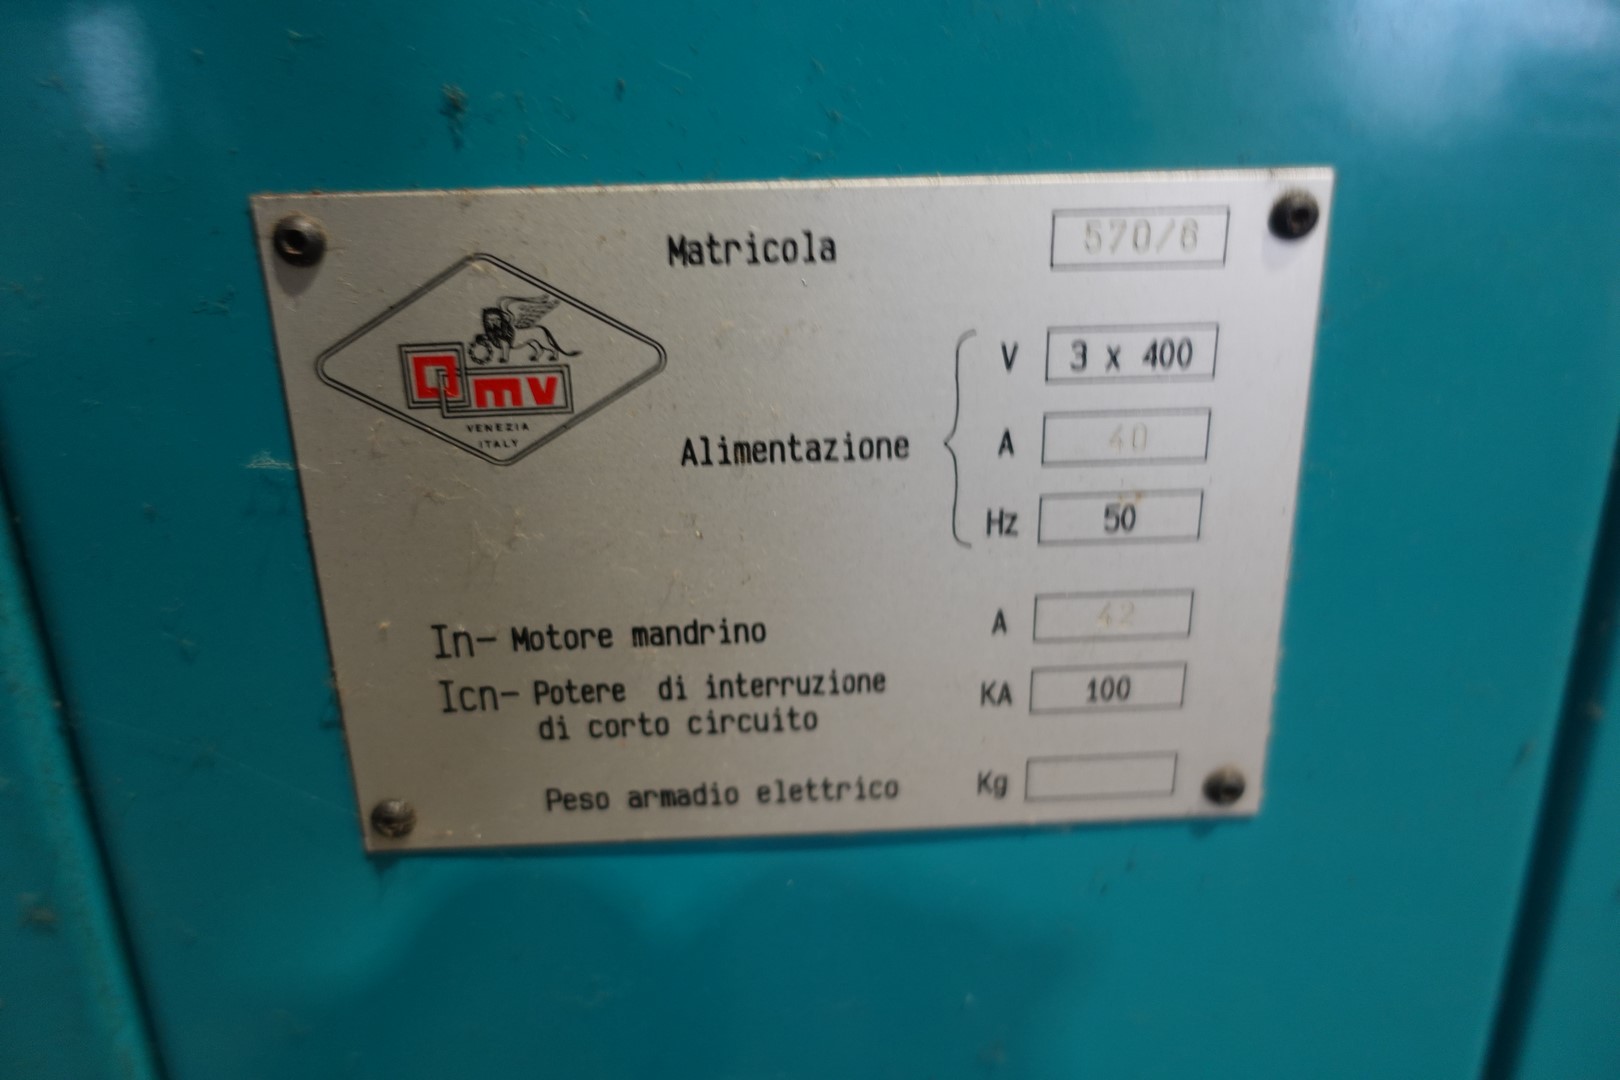 Matricola 570/6
OMV
VENEZIA
ITALY
V 3 x 400
Alimentazione A 40
Hz 50
In- Motore mandrino A 42
Icn- Potere di interruzione KA 100
di corto circuito
Peso armadio elettrico Kg